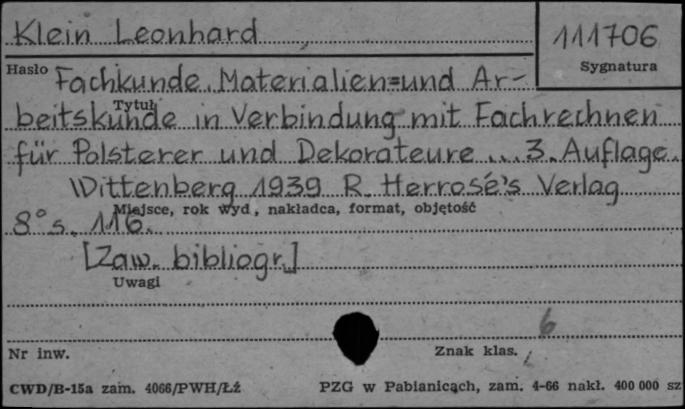 Klein Leonhard
111706
Hasło
Sygnatura
Fachkunde. Materialien=und Ar-
Tytuł
beitskunde in Verbindung mit Fachrechnen
für Polsterer und Dekorateure ... 3. Auflage.
Wittenberg 1939 R. Herrosé's Verlag
Miejsce, rok wyd, nakładca, format, objętość
8° s. 116.
[Zaw. bibliogr.]
Uwagi
6
Nr inw.
Znak klas.
CWD/B-15a zam. 4066/PWH/Łź
PZG w Pabianicach, zam. 4-66 nakł. 400 000 sz